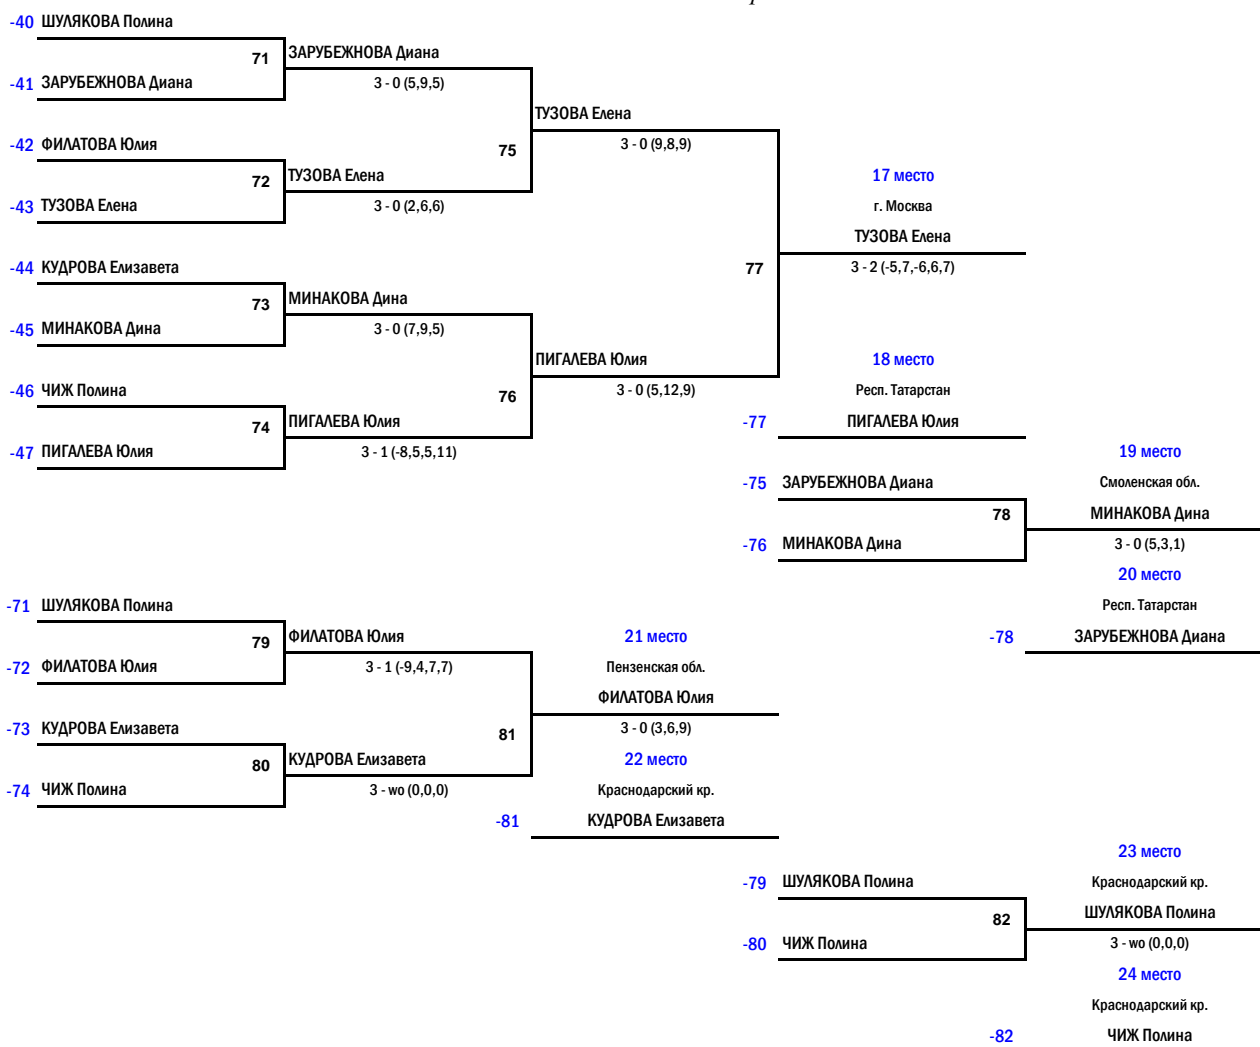 -40 ШУЛЯКОВА Полина
71 ЗАРУБЕЖНОВА Диана
-41 ЗАРУБЕЖНОВА Диана
3 - 0 (5,9,5)
ТУЗОВА Елена
-42 ФИЛАТОВА Юлия
75
3 - 0 (9,8,9)
72 ТУЗОВА Елена
17 место
-43 ТУЗОВА Елена
3 - 0 (2,6,6)
г. Москва
ТУЗОВА Елена
-44 КУДРОВА Елизавета
77
3 - 2 (-5,7,-6,6,7)
73 МИНАКОВА Дина
-45 МИНАКОВА Дина
3 - 0 (7,9,5)
ПИГАЛЕВА Юлия
18 место
-46 ЧИЖ Полина
76
3 - 0 (5,12,9)
Респ. Татарстан
74 ПИГАЛЕВА Юлия
-77 ПИГАЛЕВА Юлия
-47 ПИГАЛЕВА Юлия
3 - 1 (-8,5,5,11)
19 место
-75 ЗАРУБЕЖНОВА Диана
Смоленская обл.
78 МИНАКОВА Дина
-76 МИНАКОВА Дина
3 - 0 (5,3,1)
20 место
-71 ШУЛЯКОВА Полина
Респ. Татарстан
79 ФИЛАТОВА Юлия
21 место
-78 ЗАРУБЕЖНОВА Диана
-72 ФИЛАТОВА Юлия
3 - 1 (-9,4,7,7)
Пензенская обл.
ФИЛАТОВА Юлия
-73 КУДРОВА Елизавета
81
3 - 0 (3,6,9)
80 КУДРОВА Елизавета
22 место
-74 ЧИЖ Полина
3 - wo (0,0,0)
Краснодарский кр.
-81 КУДРОВА Елизавета
23 место
-79 ШУЛЯКОВА Полина
Краснодарский кр.
82 ШУЛЯКОВА Полина
-80 ЧИЖ Полина
3 - wo (0,0,0)
24 место
Краснодарский кр.
-82 ЧИЖ Полина